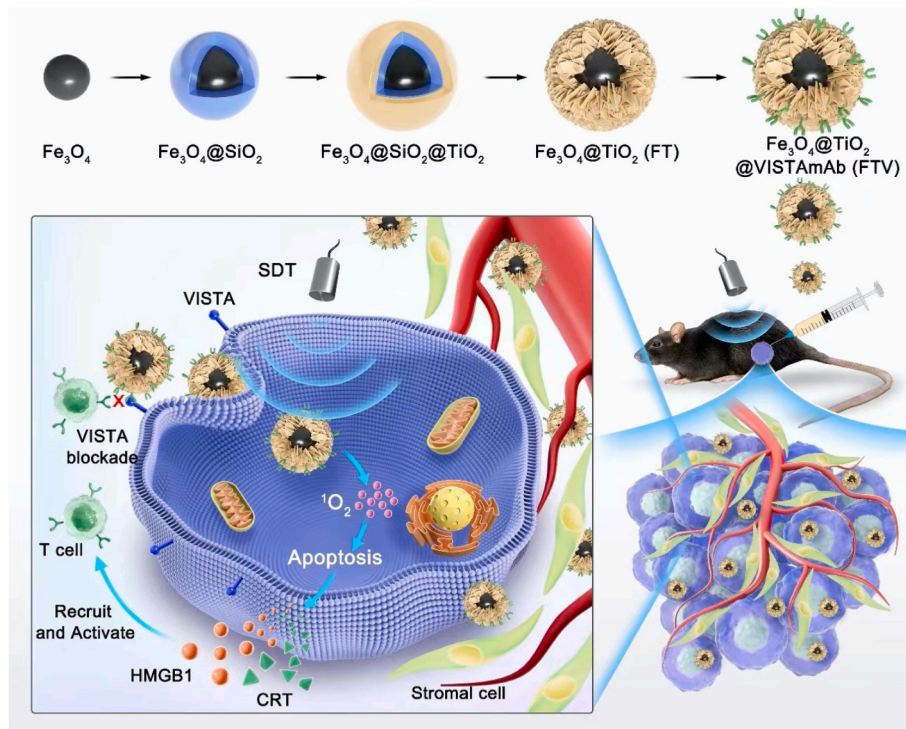 Fe₃O₄
Fe₃O₄@SiO₂
Fe₃O₄@SiO₂@TiO₂
Fe₃O₄@TiO₂ (FT)
Fe₃O₄@TiO₂
@VISTAmAb (FTV)
SDT
VISTA
X
VISTA
blockade
¹O₂
T cell
Apoptosis
Recruit
and Activate
HMGB1
CRT
Stromal cell